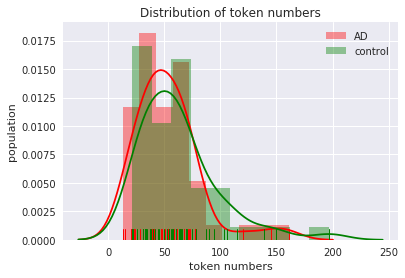 Distribution of token numbers
AD
control
0.0175
0.0150
0.0125
0.0100
0.0075
0.0050
0.0025
0.0000
population
0
50
100
150
200
250
token numbers